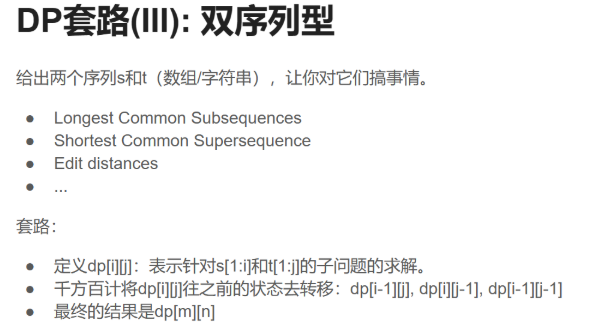 DP套路(III): 双序列型
给出两个序列s和t（数组/字符串），让你对它们搞事情。
● Longest Common Subsequences
● Shortest Common Supersequence
● Edit distances
● ...
套路：
● 定义dp[i][j]：表示针对s[1:i]和t[1:j]的子问题的求解。
● 千方百计将dp[i][j]往之前的状态去转移：dp[i-1][j], dp[i][j-1], dp[i-1][j-1]
● 最终的结果是dp[m][n]